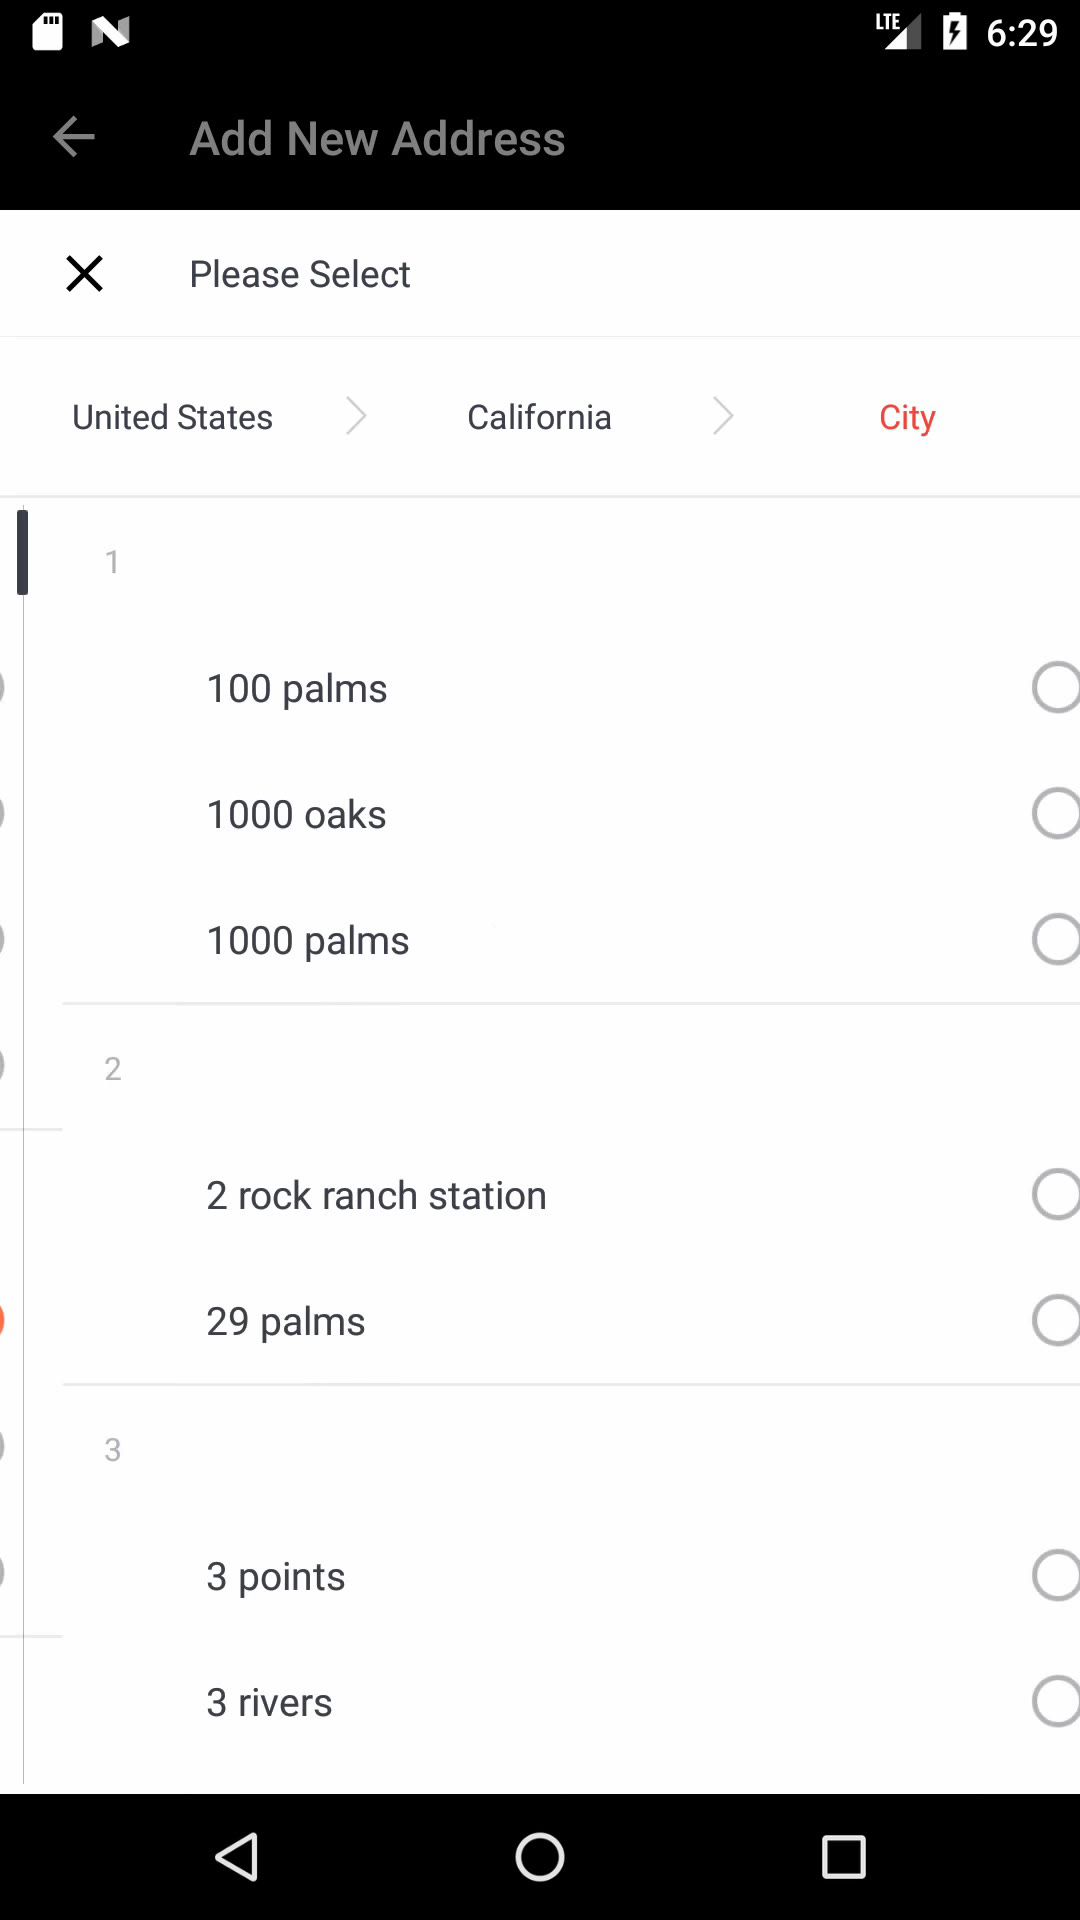 LTE 6:29
Add New Address
Please Select
United States California City
1
100 palms
1000 oaks
1000 palms
2
2 rock ranch station
29 palms
3
3 points
3 rivers